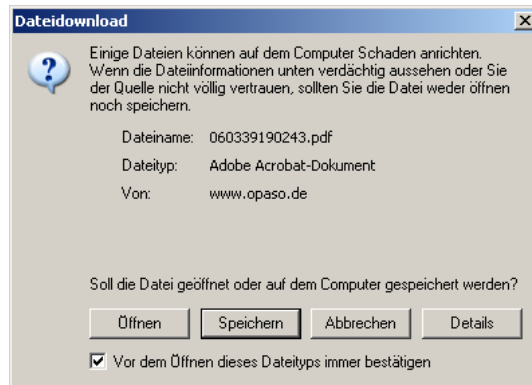 Dateidownload
Einige Dateien können auf dem Computer Schaden anrichten.
Wenn die Dateiinformationen unten verdächtig aussehen oder Sie
der Quelle nicht völlig vertrauen, sollten Sie die Datei weder öffnen
noch speichern.
Dateiname: 060339190243.pdf
Dateityp: Adobe Acrobat-Dokument
Von: www.opaso.de
Soll die Datei geöffnet oder auf dem Computer gespeichert werden?
Öffnen Speichern Abbrechen Details
Vor dem Öffnen dieses Dateityps immer bestätigen